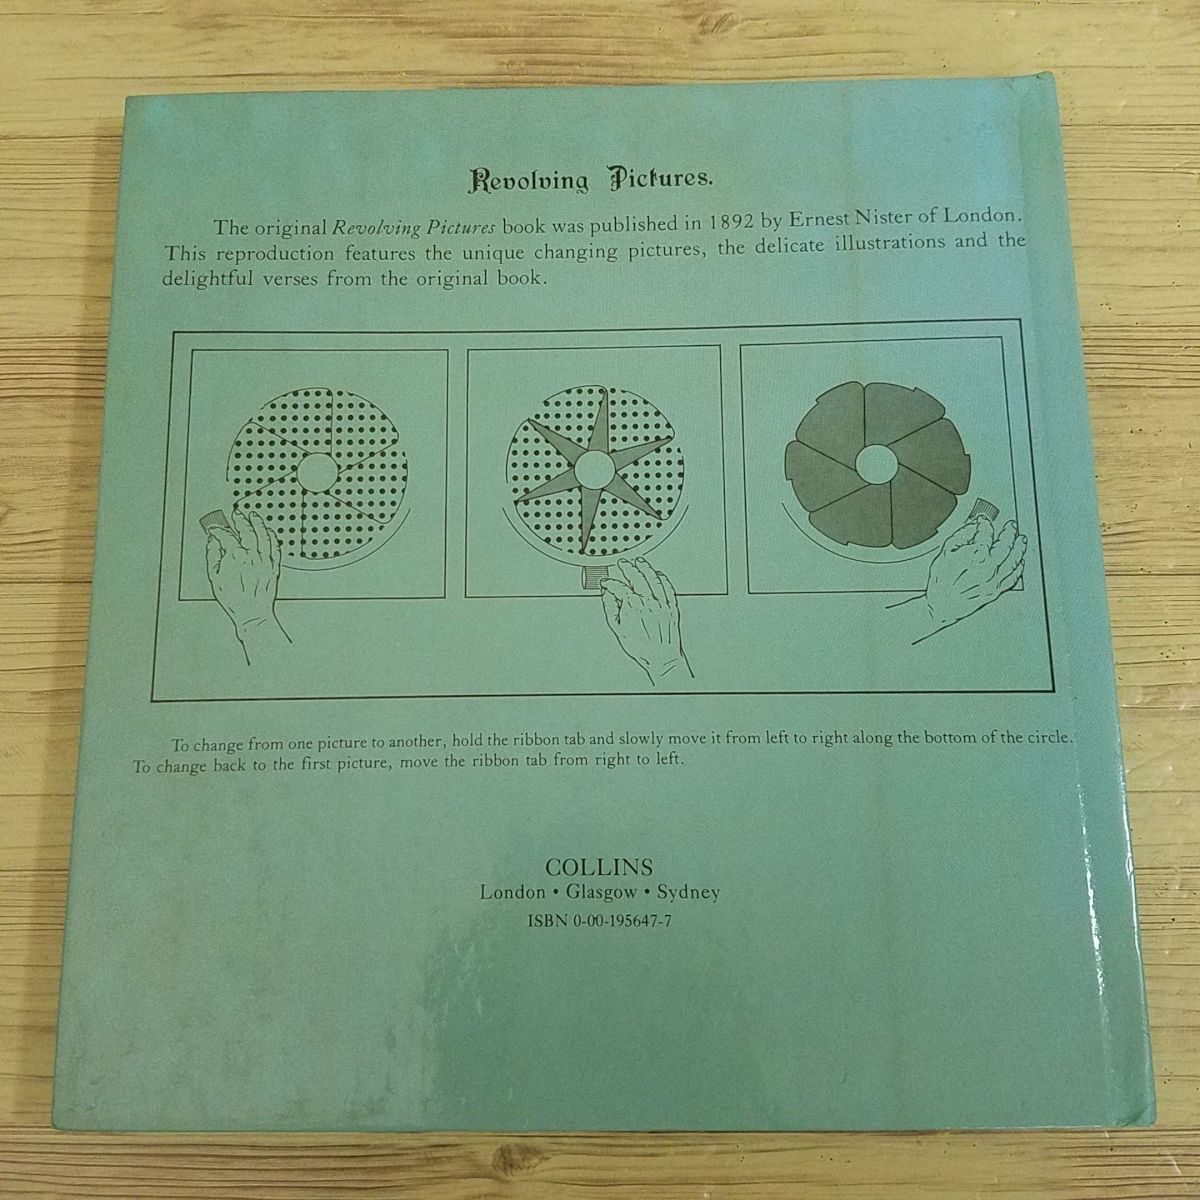 Revolving Pictures.
The original Revolving Pictures book was published in 1892 by Ernest Nister of London.
This reproduction features the unique changing pictures, the delicate illustrations and the
delightful verses from the original book.
To change from one picture to another, hold the ribbon tab and slowly move it from left to right along the bottom of the circle.
To change back to the first picture, move the ribbon tab from right to left.
COLLINS
London • Glasgow • Sydney
ISBN 0-00-195647-7